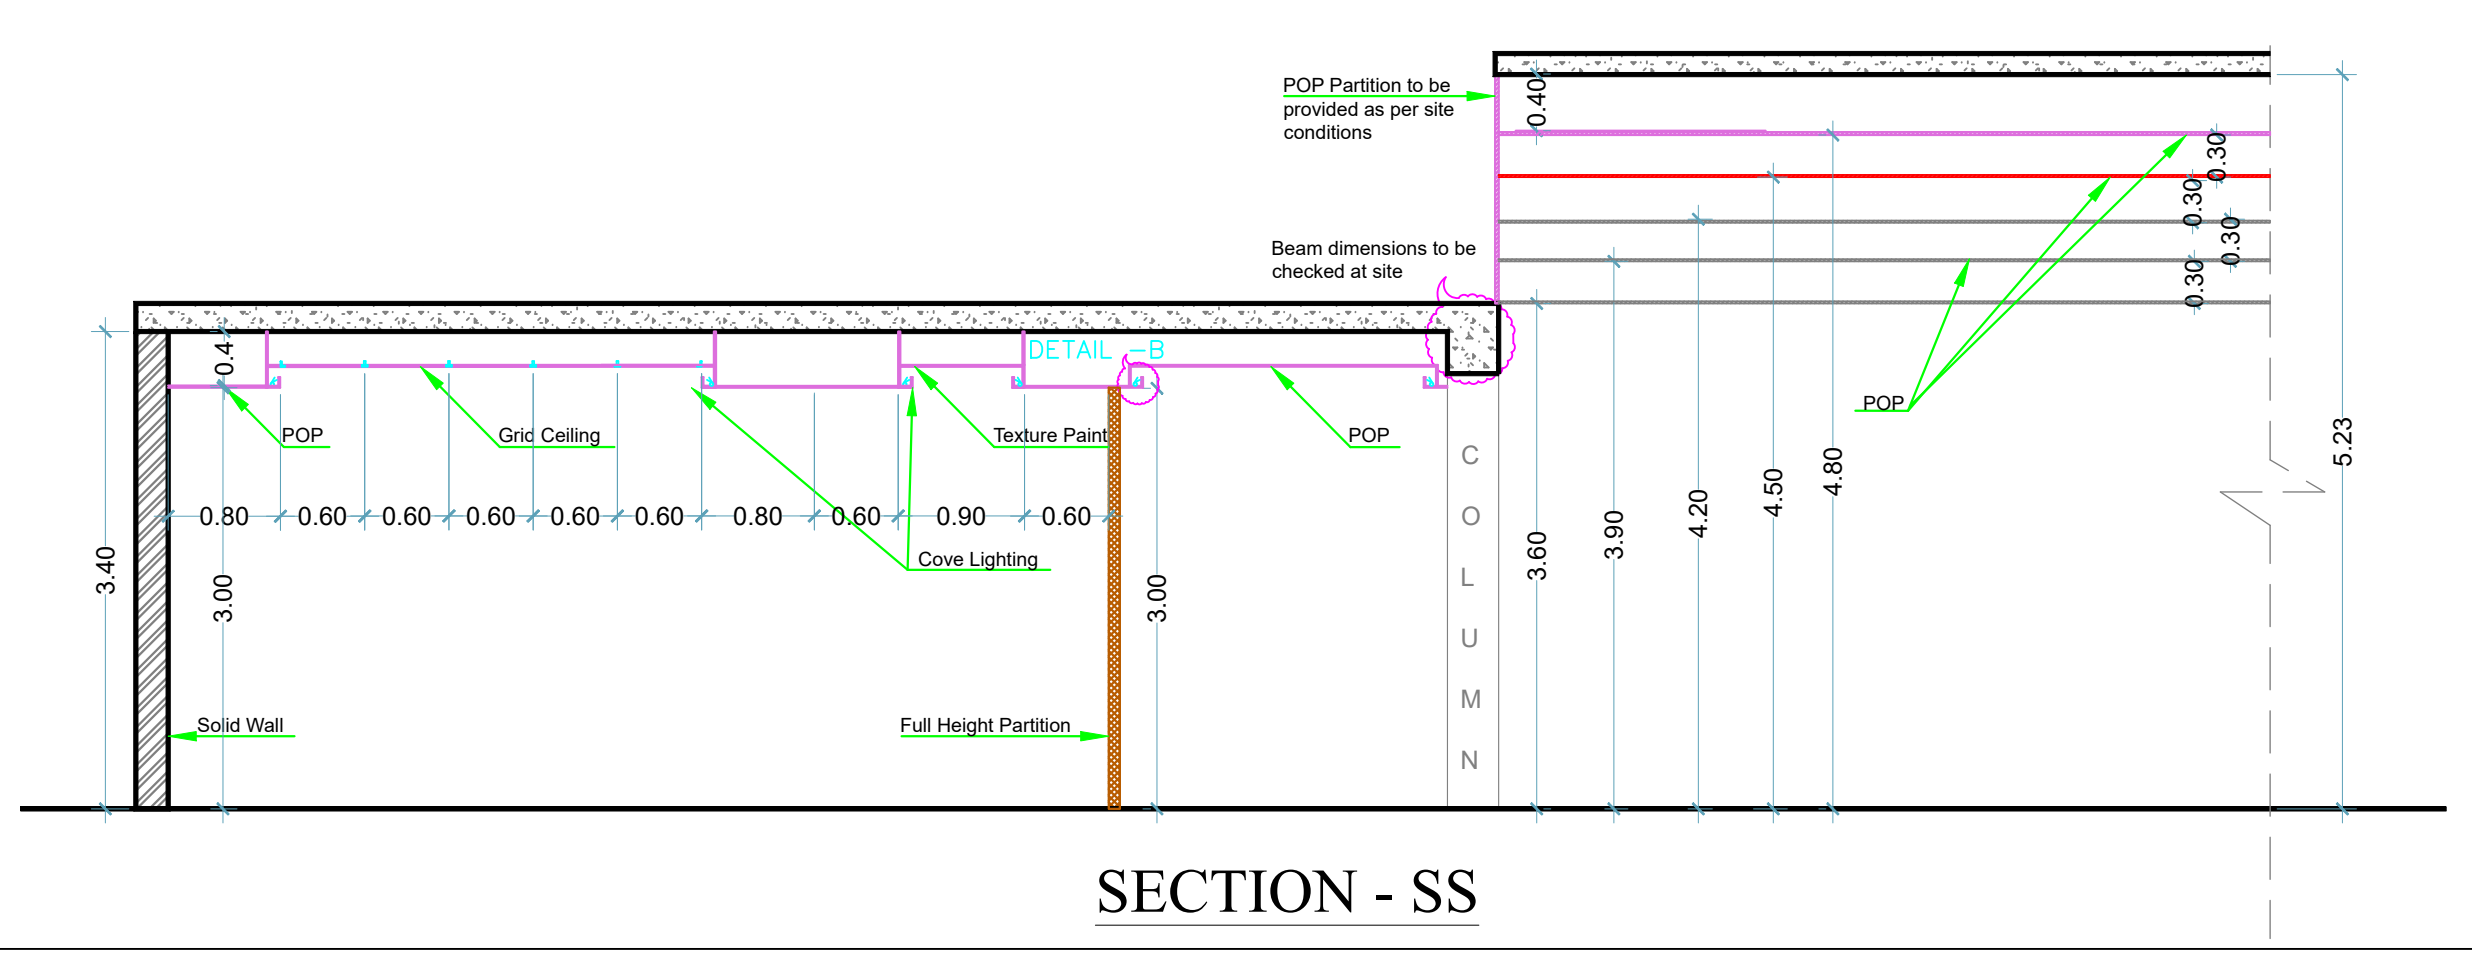 POP Partition to be
provided as per site
conditions
0.40
0.30
0.30
0.30
0.30
Beam dimensions to be
checked at site
DETAIL -B
0.4
POP
Grid Ceiling
Texture Paint
POP
POP
C
O
L
U
M
N
5.23
4.80
4.50
4.20
3.90
3.60
0.80
0.60
0.60
0.60
0.60
0.60
0.80
0.60
0.90
0.60
Cove Lighting
3.40
3.00
3.00
Solid Wall
Full Height Partition
SECTION - SS